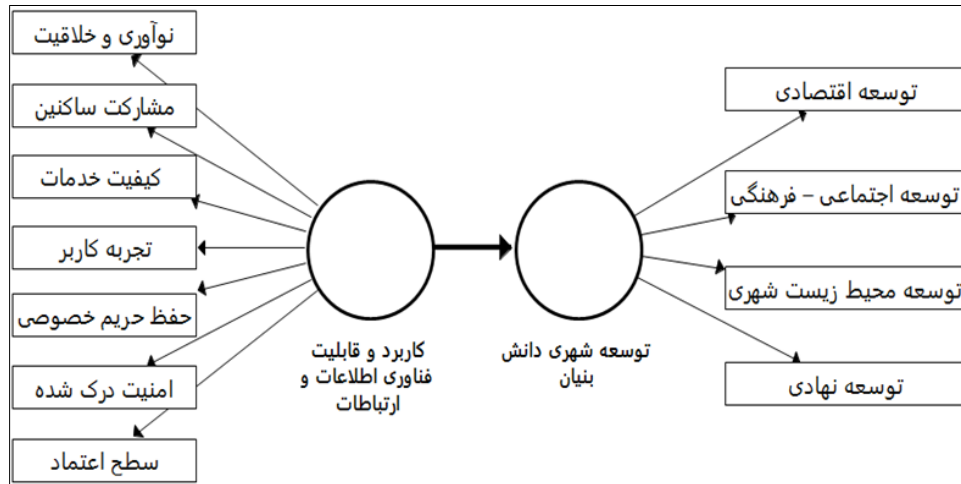 نوآوری و خلاقیت
مشارکت ساکنین
کیفیت خدمات
تجربه کاربر
حفظ حریم خصوصی
امنیت درک شده
سطح اعتماد
کاربرد و قابلیت
فناوری اطلاعات و
ارتباطات
توسعه شهری دانش
بنیان
توسعه اقتصادی
توسعه اجتماعی – فرهنگی
توسعه محیط زیست شهری
توسعه نهادی